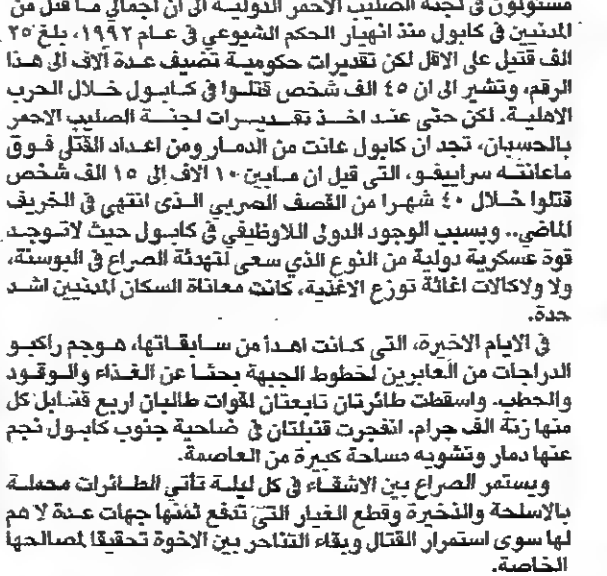 مسئولون في لجنة الصليب الاحمر الدولية الى ان اجمالي ما قتل من
المدنيين في كابول منذ انهيار الحكم الشيوعي في عام ١٩٩٢، بلغ ٢٥
الف قتيل على الاقل لكن تقديرات حكومية تضيف عدة آلاف الى هذا
الرقم، وتشير الى ان ٤٥ الف شخص قتلوا في كابول خلال الحرب
الاهلية. لكن حتى عند اخذ تقديرات لجنة الصليب الاحمر
بالحسبان، تجد ان كابول عانت من الدمار ومن اعداد القتلى فوق
ماعانته سراييفو، التي قيل ان مابين ١٠ آلاف إلى ١٥ الف شخص
قتلوا خلال ٤٠ شهرا من القصف الصربي الذى انتهى في الخريف
الماضي.. وبسبب الوجود الدولى اللاوظيفي في كابول حيث لاتوجد
قوة عسكرية دولية من النوع الذي سعى لتهدئة الصراع في البوسنة،
ولا ولاكالات اغاثة توزع الاغذية، كانت معاناة السكان المدنيين اشد
حدة.
في الايام الاخيرة، التي كانت اهدأ من سابقاتها، هوجم راكبو
الدراجات من العابرين لخطوط الجبهة بحثا عن الغذاء والوقود
والحطب. واسقطت طائرتان تابعتان لقوات طالبان اربع قنابل كل
منها زنة الف جرام. انفجرت قنبلتان في ضاحية جنوب كابول نجم
عنها دمار وتشويه مساحة كبيرة من العاصمة.
ويستمر الصراع بين الاشقاء في كل ليلة تأتي الطائرات محملة
بالاسلحة والذخيرة وقطع الغيار التي تدفع ثمنها جهات عدة لا هم
لها سوى استمرار القتال وبقاء التناحر بين الاخوة تحقيقا لمصالحها
الخاصة.